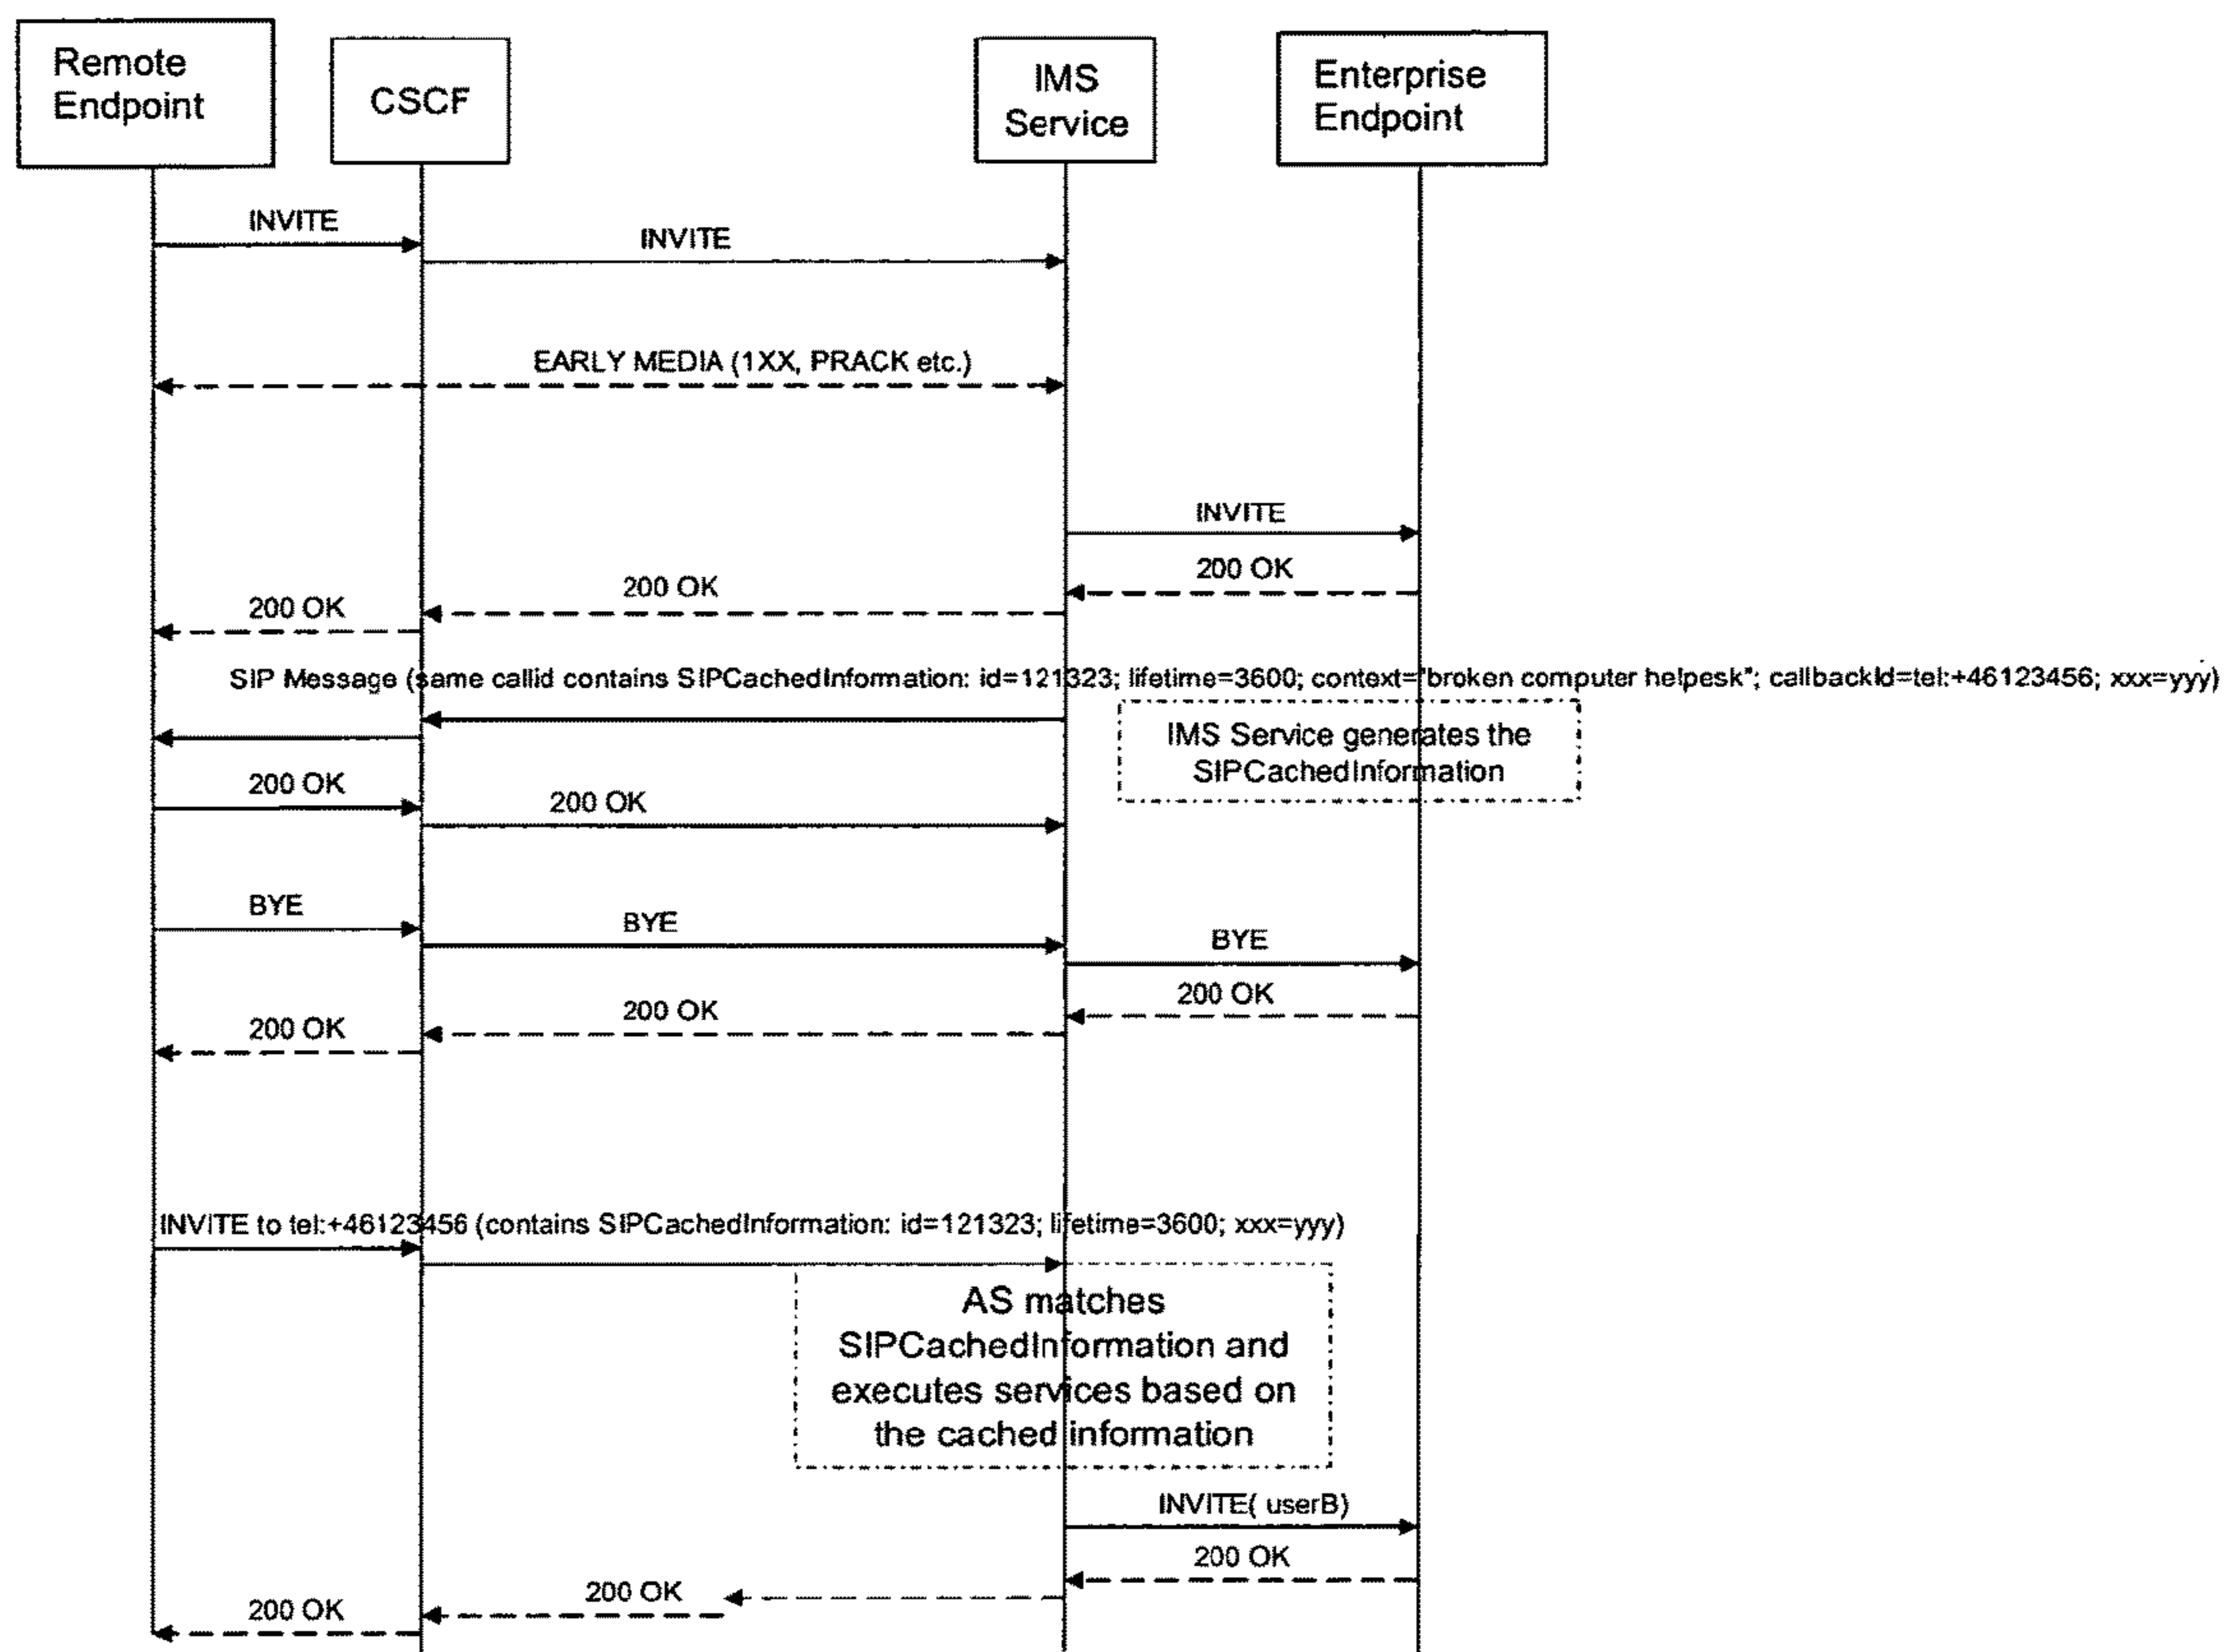 Remote
Endpoint
CSCF
IMS
Service
Enterprise
Endpoint
INVITE
INVITE
EARLY MEDIA (1XX, PRACK etc.)
INVITE
200 OK
200 OK
200 OK
SIP Message (same callid contains SIPCachedInformation: id=121323; lifetime=3600; context="broken computer helpesk"; callbackId=tel:+46123456; xxx=yyy)
IMS Service generates the
SIPCachedInformation
200 OK
200 OK
BYE
BYE
BYE
200 OK
200 OK
200 OK
INVITE to tel:+46123456 (contains SIPCachedInformation: id=121323; lifetime=3600; xxx=yyy)
AS matches
SIPCachedInformation and
executes services based on
the cached information
INVITE( userB)
200 OK
200 OK
200 OK